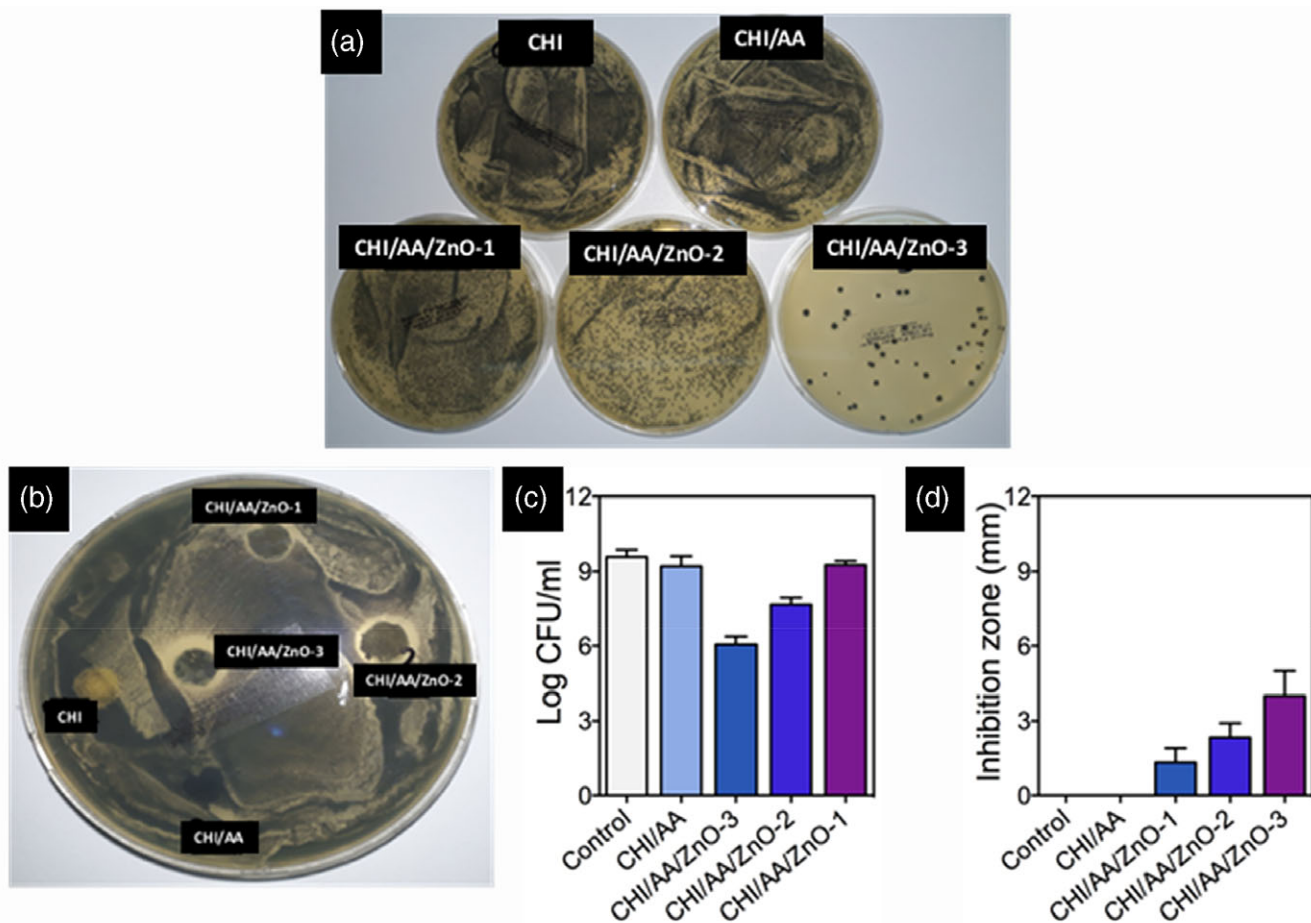 (a)
CHI
CHI/AA
CHI/AA/ZnO-1
CHI/AA/ZnO-2
CHI/AA/ZnO-3
(b)
CHI/AA/ZnO-1
CHI/AA/ZnO-3
CHI/AA/ZnO-2
CHI
CHI/AA
(c)
12
9
6
3
0
Log CFU/ml
Control
CHI/AA
CHI/AA/ZnO-3
CHI/AA/ZnO-2
CHI/AA/ZnO-1
(d)
12
9
6
3
0
Inhibition zone (mm)
Control
CHI/AA
CHI/AA/ZnO-1
CHI/AA/ZnO-2
CHI/AA/ZnO-3